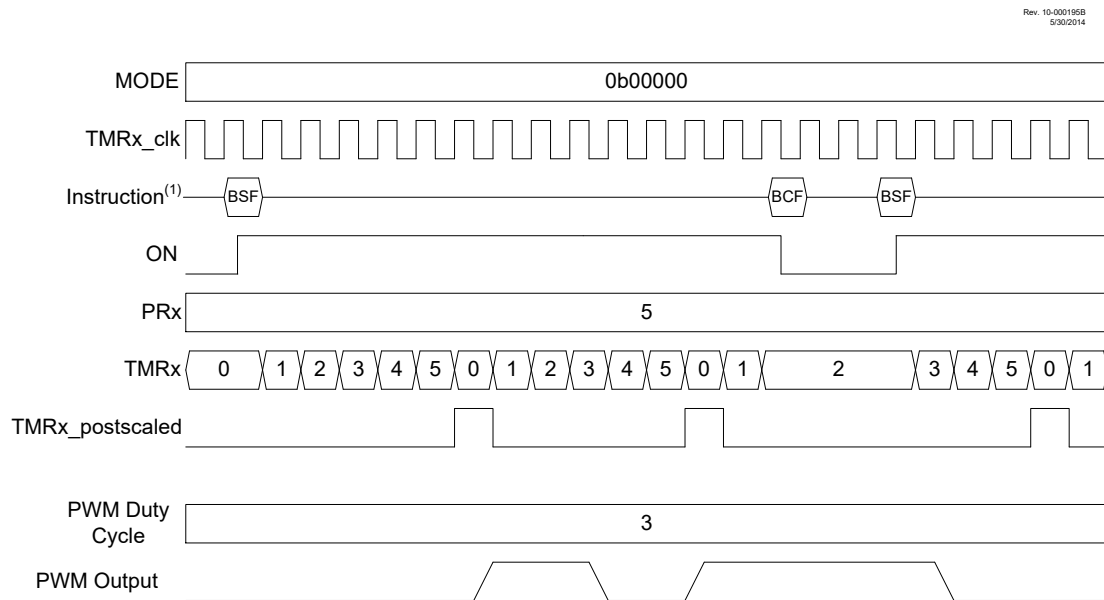 Rev. 10-000195B
5/30/2014
MODE 0b00000
TMRx_clk
Instruction(1) BSF BCF BSF
ON
PRx 5
TMRx 0 1 2 3 4 5 0 1 2 3 4 5 0 1 2 3 4 5 0 1
TMRx_postscaled
PWM Duty
Cycle 3
PWM Output